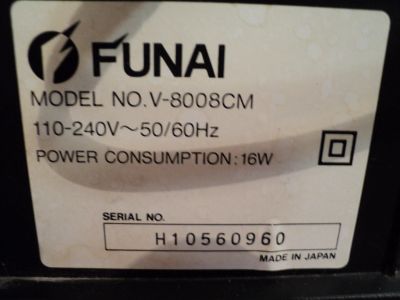 FUNAI
MODEL NO.V-8008CM
110-240V~50/60Hz
POWER CONSUMPTION:16W
SERIAL NO.
H10560960
MADE IN JAPAN